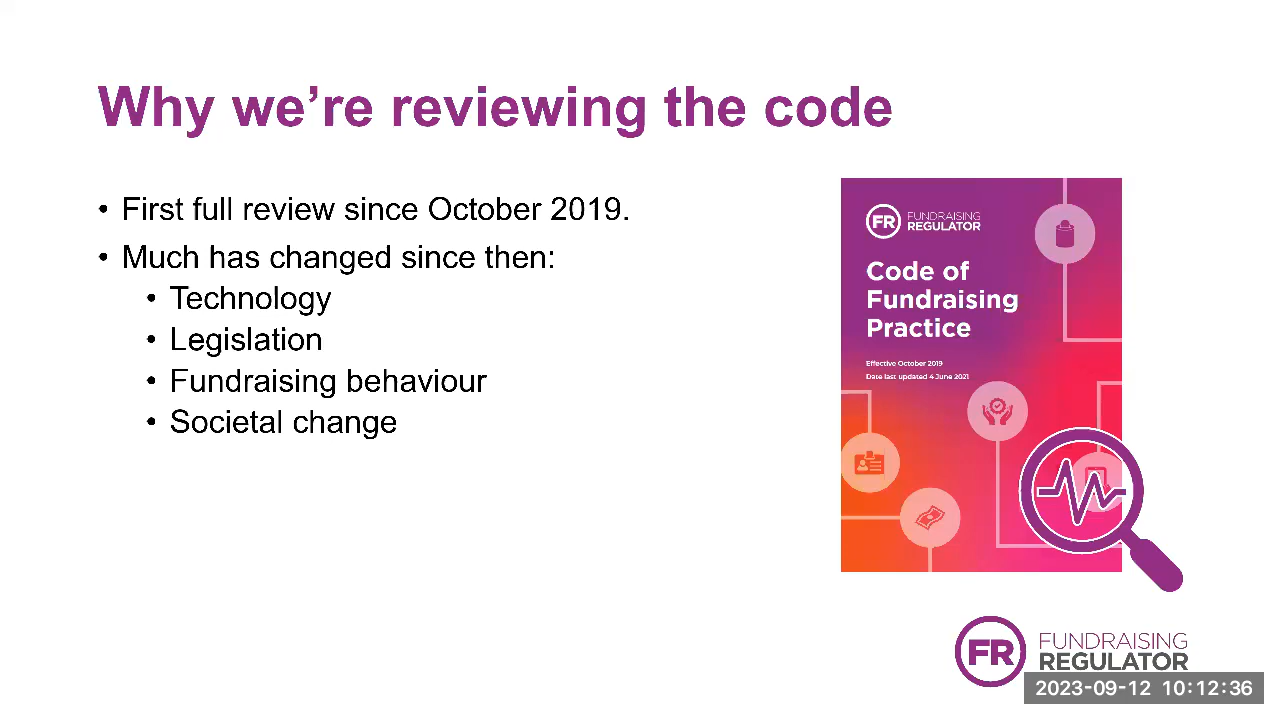 Why we’re reviewing the code
• First full review since October 2019.
• Much has changed since then:
• Technology
• Legislation
• Fundraising behaviour
• Societal change
FR FUNDRAISING
REGULATOR
Code of
Fundraising
Practice
Effective October 2019
Date last updated 4 June 2021
FR FUNDRAISING
REGULATOR
2023-09-12 10:12:36